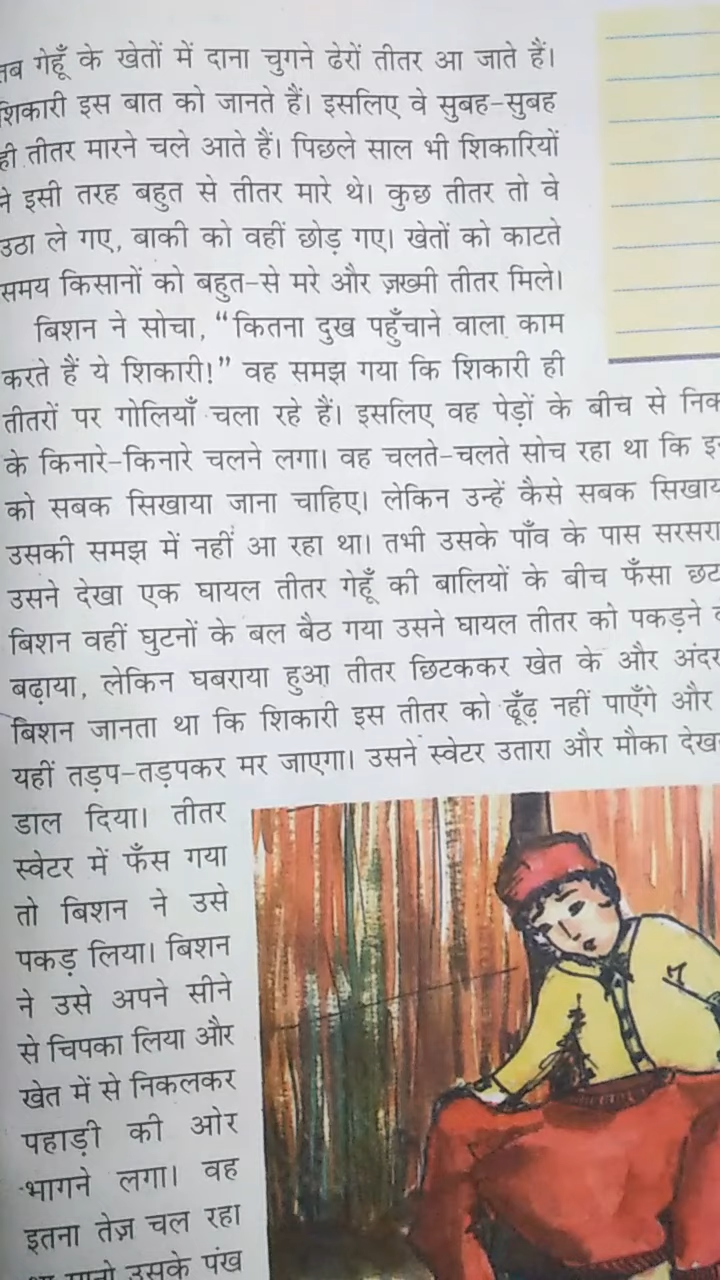 गेहूँ के खेतों में दाना चुगने ढेरों तीतर आ जाते हैं।
शिकारी इस बात को जानते हैं। इसलिए वे सुबह-सुबह
ही तीतर मारने चले आते हैं। पिछले साल भी शिकारियों
ने इसी तरह बहुत से तीतर मारे थे। कुछ तीतर तो वे
उठा ले गए, बाकी को वहीं छोड़ गए। खेतों को काटते
समय किसानों को बहुत-से मरे और ज़ख्मी तीतर मिले।
बिशन ने सोचा, “कितना दुख पहुँचाने वाला काम
करते हैं ये शिकारी!” वह समझ गया कि शिकारी ही
तीतरों पर गोलियाँ चला रहे हैं। इसलिए वह पेड़ों के बीच से
के किनारे-किनारे चलने लगा। वह चलते-चलते सोच रहा था कि
को सबक सिखाया जाना चाहिए। लेकिन उन्हें कैसे सबक
उसकी समझ में नहीं आ रहा था। तभी उसके पाँव के पास
उसने देखा एक घायल तीतर गेहूँ की बालियों के बीच फँसा
बिशन वहीं घुटनों के बल बैठ गया उसने घायल तीतर को पकड़ने
बढ़ाया, लेकिन घबराया हुआ तीतर छिटककर खेत के और अंदर
बिशन जानता था कि शिकारी इस तीतर को ढूँढ़ नहीं पाएँगे और
यहीं तड़प-तड़पकर मर जाएगा। उसने स्वेटर उतारा और मौका
डाल दिया। तीतर
स्वेटर में फँस गया
तो बिशन ने उसे
पकड़ लिया। बिशन
ने उसे अपने सीने
से चिपका लिया और
खेत में से निकलकर
पहाड़ी की ओर
भागने लगा। वह
इतना तेज़ चल रहा
उसके पंख